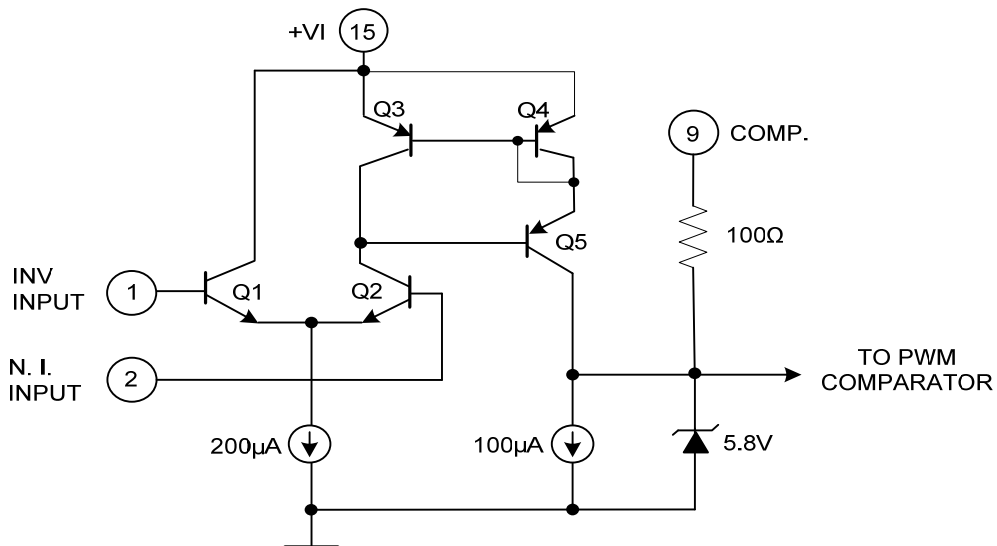 +VI
15
Q3
Q4
9
COMP.
100Ω
Q5
INV
INPUT
1
Q1
Q2
N. I.
INPUT
2
TO PWM
COMPARATOR
200µA
100µA
5.8V